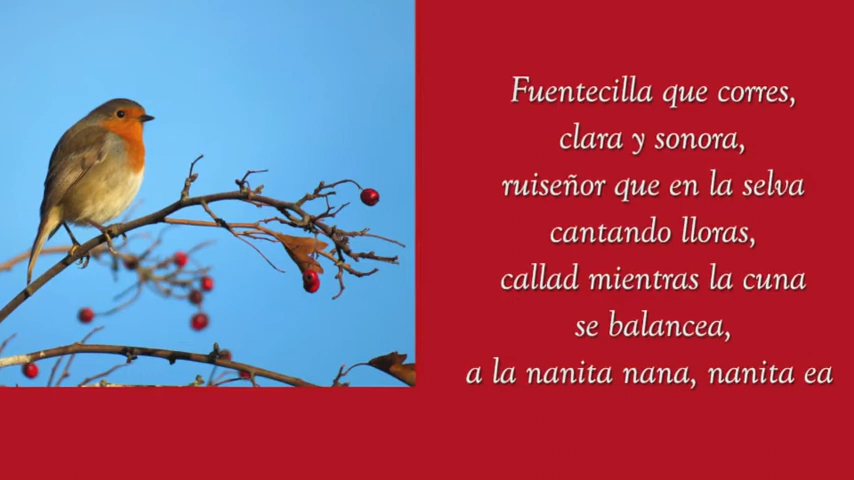 Fuentecilla que corres,
clara y sonora,
ruiseñor que en la selva
cantando lloras,
callad mientras la cuna
se balancea,
a la nanita nana, nanita ea